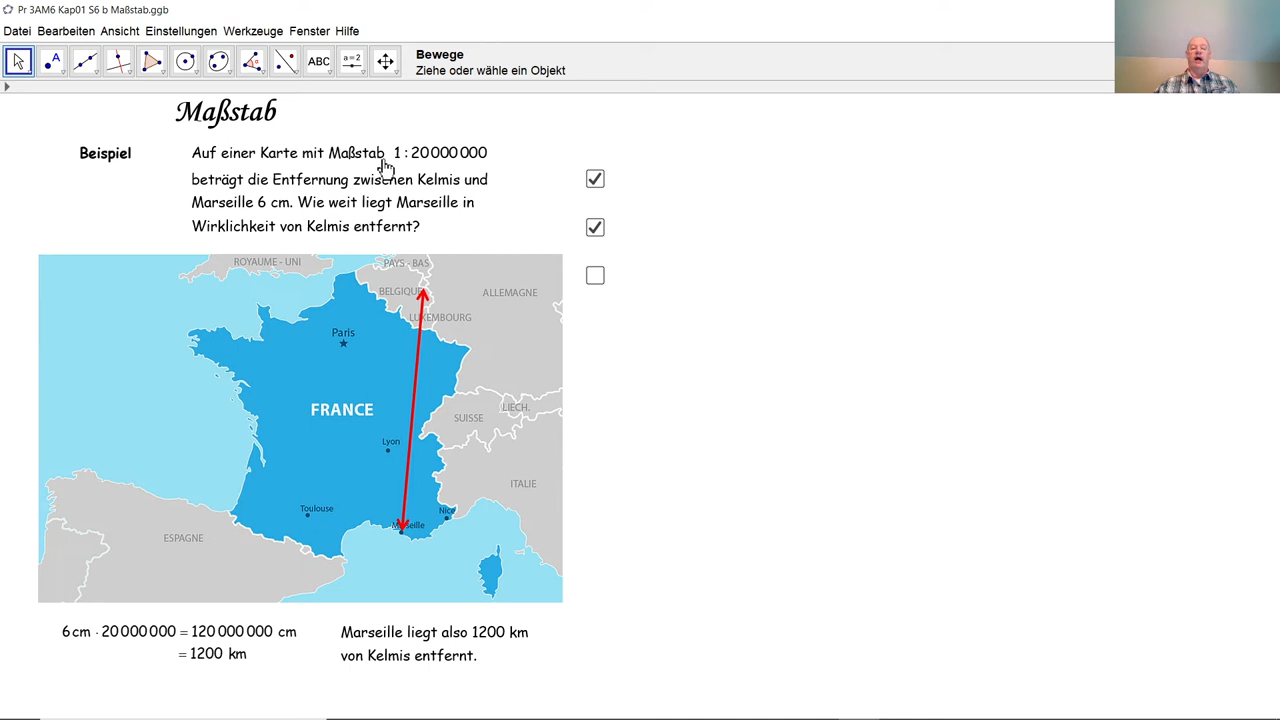 Pr 3AM6 Kap01 S6 b Maßstab.ggb
Datei Bearbeiten Ansicht Einstellungen Werkzeuge Fenster Hilfe
A
ABC
a=2
Bewege
Ziehe oder wähle ein Objekt
Maßstab
Beispiel
Auf einer Karte mit Maßstab 1 : 20 000 000
beträgt die Entfernung zwischen Kelmis und
Marseille 6 cm. Wie weit liegt Marseille in
Wirklichkeit von Kelmis entfernt?
ROYAUME - UNI
PAYS - BAS
BELGIQUE
ALLEMAGNE
LUXEMBOURG
Paris
FRANCE
LIECH.
SUISSE
Lyon
ITALIE
Toulouse
Nice
Marseille
ESPAGNE
6 cm · 20 000 000 = 120 000 000 cm
= 1200 km
Marseille liegt also 1200 km
von Kelmis entfernt.